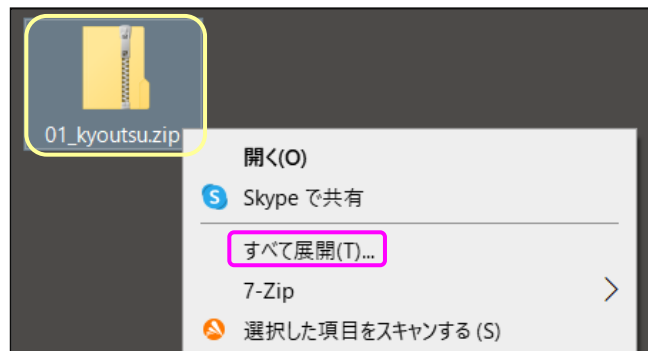 01_kyoutsu.zip
開く(O)
Skype で共有
すべて展開(T)...
7-Zip
選択した項目をスキャンする (S)